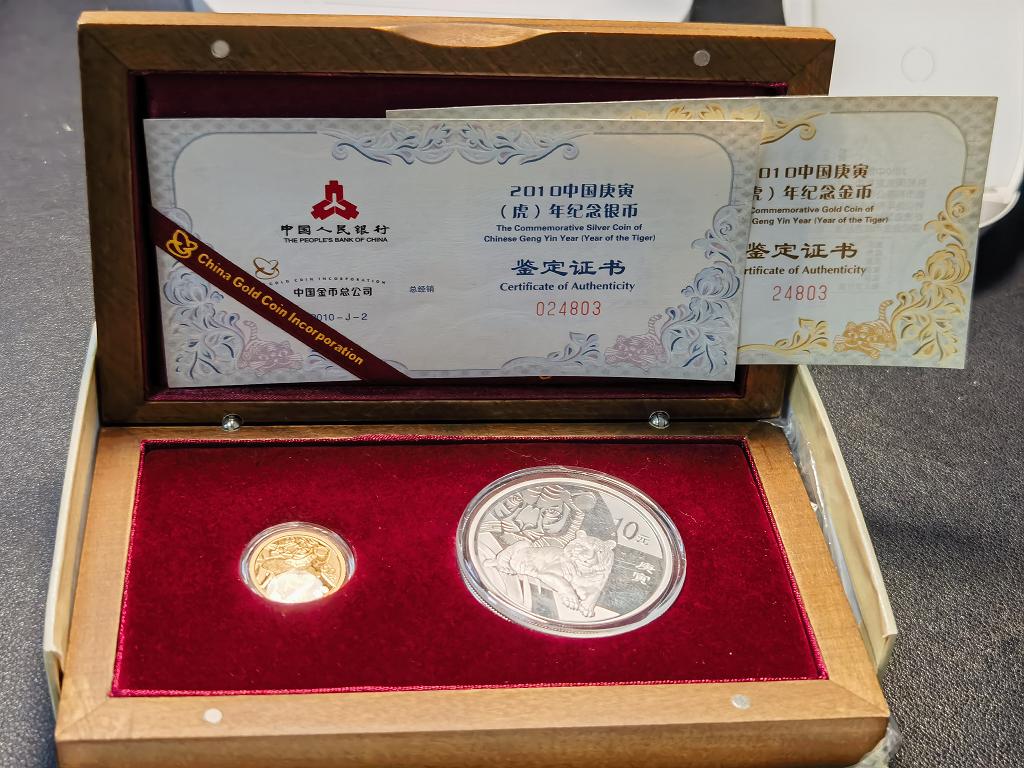 中国人民银行
THE PEOPLE'S BANK OF CHINA
GOLD COIN INCORPORATION
中国金币总公司
总经销
2010-J-2
China Gold Coin Incorporation
2010中国庚寅
（虎）年纪念银币
The Commemorative Silver Coin of
Chinese Geng Yin Year (Year of the Tiger)
鉴定证书
Certificate of Authenticity
024803
010中国庚寅
虎）年纪念金币
Commemorative Gold Coin of
Geng Yin Year (Year of the Tiger)
鉴定证书
rtificate of Authenticity
24803
10元
庚寅